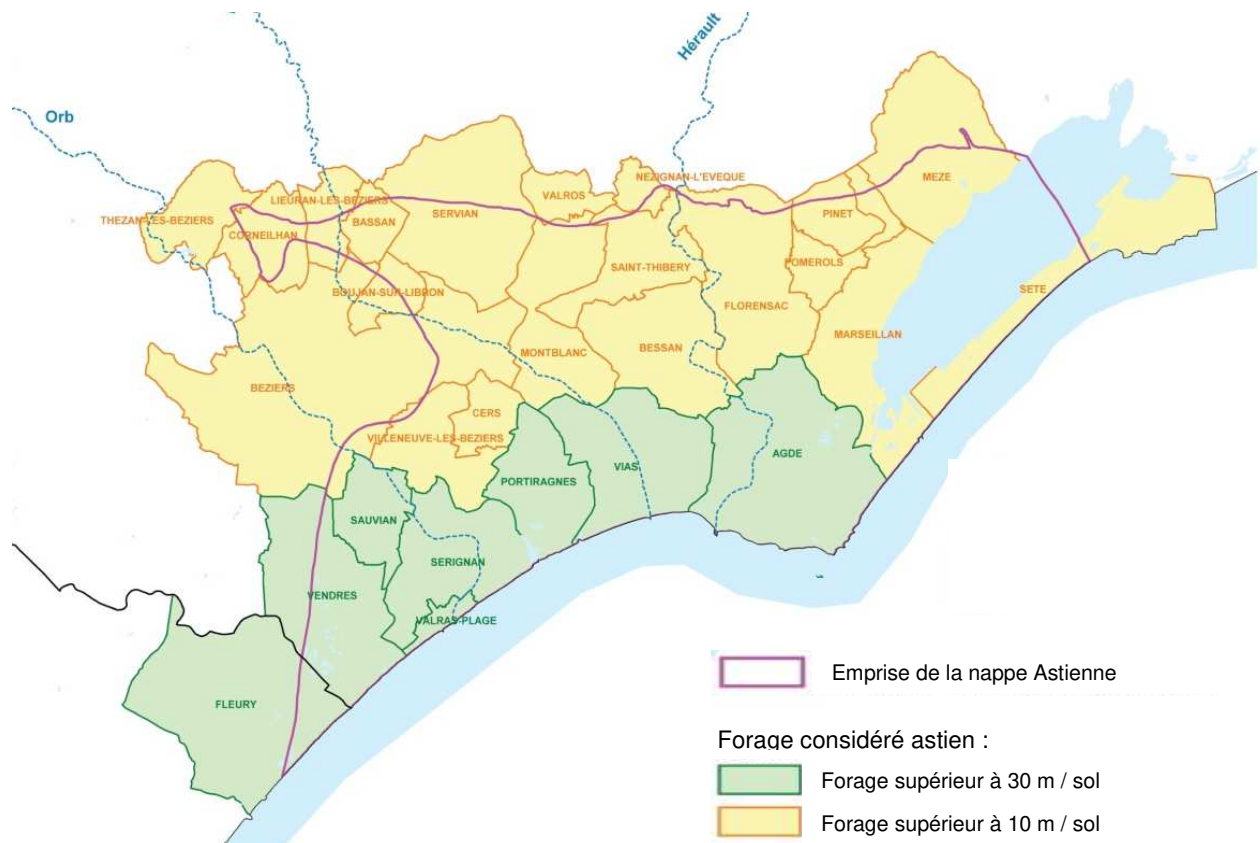 Hérault
Orb
MEZE
NEZIGNAN-L'EVEQUE
VALROS
LIEURAN-LES-BEZIERS
THEZAN-LES-BEZIERS
SERVIAN
PINET
BASSAN
CORNEILHAN
SAINT-THIBERY
POMEROLS
BOUJAN-SUR-LIBRON
SETE
FLORENSAC
MARSEILLAN
BESSAN
MONTBLANC
BEZIERS
CERS
VILLENEUVE-LES-BEZIERS
AGDE
VIAS
PORTIRAGNES
SAUVIAN
SERIGNAN
VENDRES
VALRAS-PLAGE
FLEURY
Emprise de la nappe Astienne
Forage considéré astien :
Forage supérieur à 30 m / sol
Forage supérieur à 10 m / sol